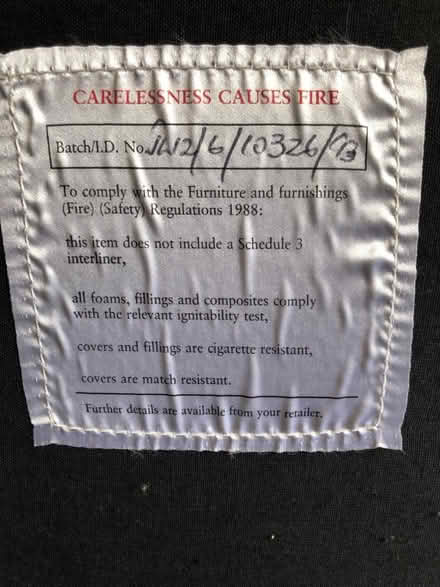 CARELESSNESS CAUSES FIRE
Batch/I.D. No. JW12/6/10326/93
To comply with the Furniture and furnishings
(Fire) (Safety) Regulations 1988:
this item does not include a Schedule 3
interliner,
all foams, fillings and composites comply
with the relevant ignitability test,
covers and fillings are cigarette resistant,
covers are match resistant.
Further details are available from your retailer.